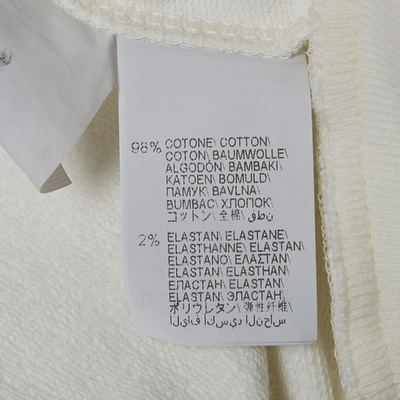 98% COTONE\ COTTON\
COTON\ BAUMWOLLE\
ALGODÓN\ BAMBAKI\
KATOEN\ BOMULD\
ПАМУК\ BAVLNA\
BUMBAC\ ХЛОПОК\
コットン\ 全棉\ قطن
2% ELASTAN\ ELASTANE\
ELASTHANNE\ ELASTAN\
ELASTANO\ ΕΛΑΣΤΑΝ\
ELASTAAN\ ELASTHAN\
ЕЛАСТАН\ ELASTAN\
ELASTAN\ ЭЛАСТАН\
ポリウレタン\ 弾性纤维\